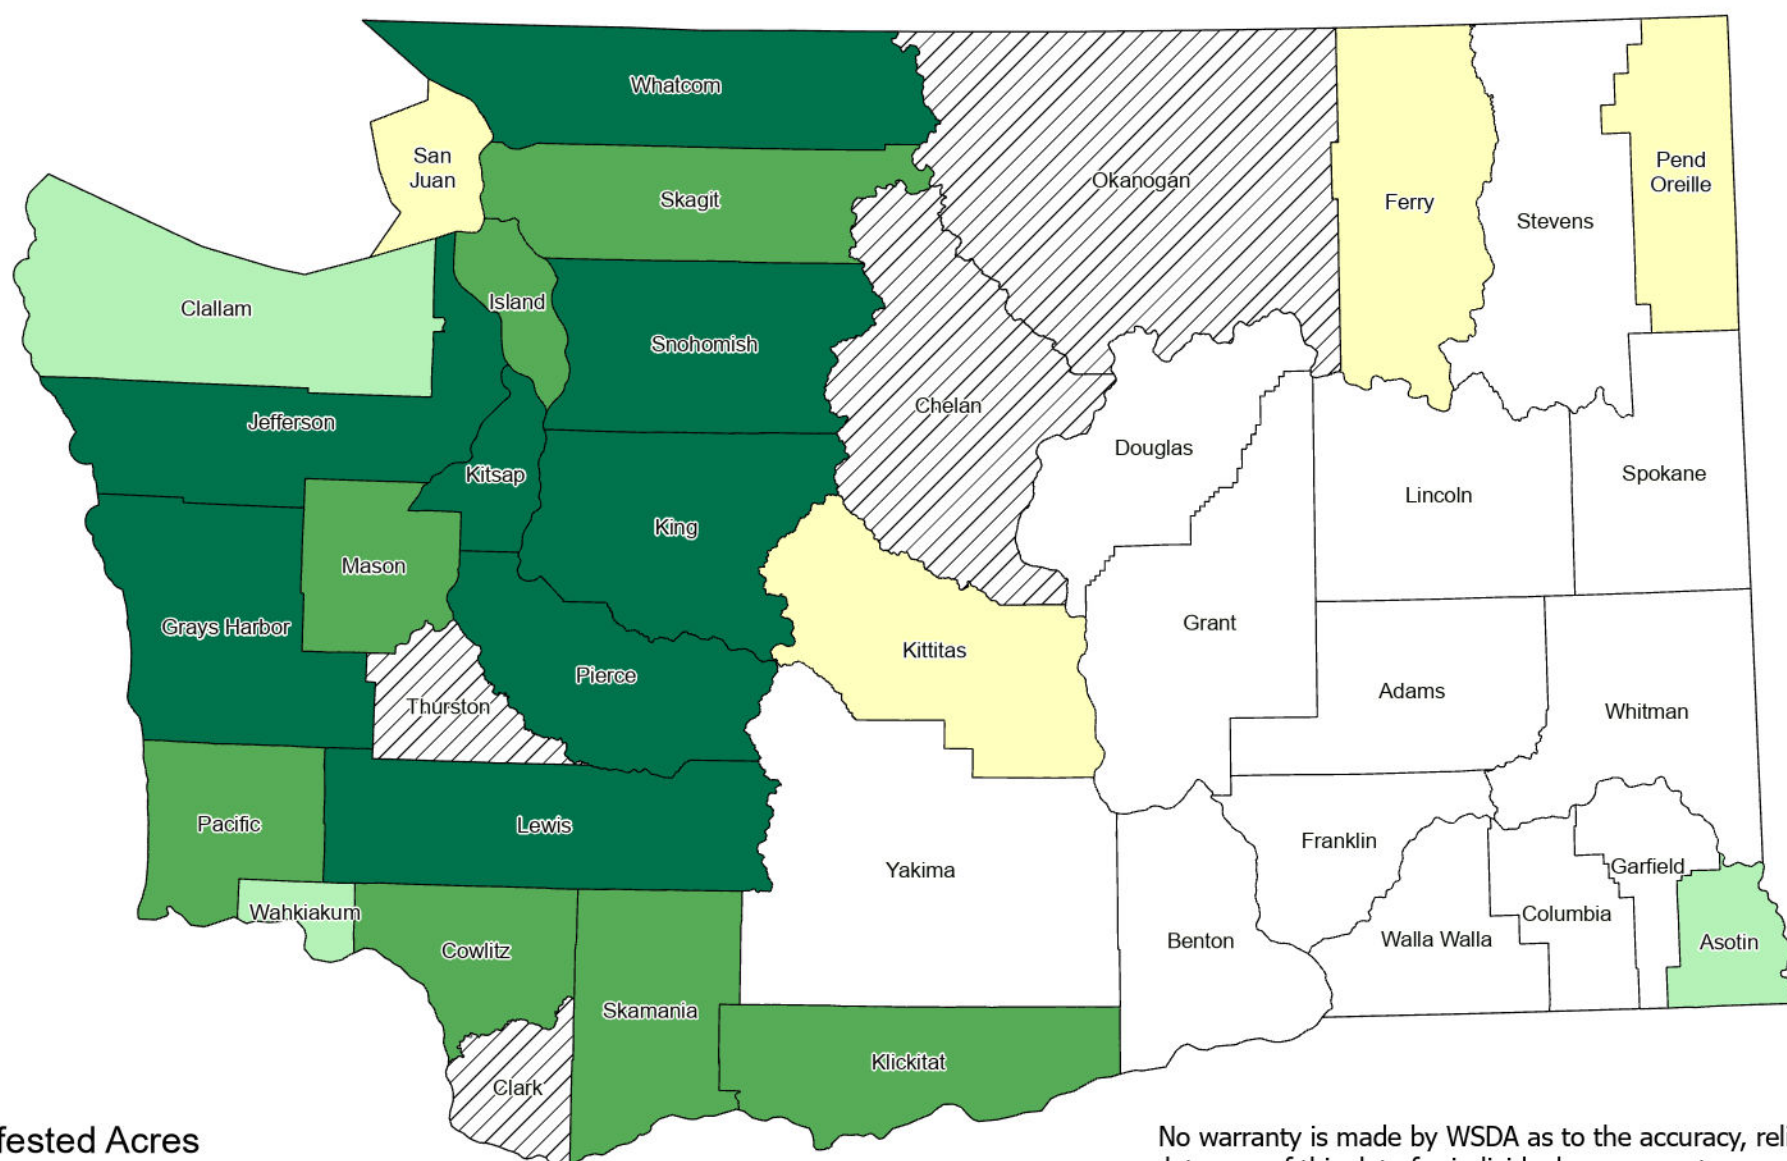 Whatcom
San
Juan
Skagit
Okanogan
Ferry
Stevens
Pend
Oreille
Clallam
Island
Snohomish
Chelan
Jefferson
Kitsap
Douglas
Lincoln
Spokane
King
Mason
Grays Harbor
Kittitas
Grant
Pierce
Thurston
Adams
Whitman
Pacific
Lewis
Yakima
Franklin
Garfield
Wahkiakum
Columbia
Cowlitz
Benton
Walla Walla
Asotin
Skamania
Klickitat
Clark
fested Acres
No warranty is made by WSDA as to the accuracy, reli